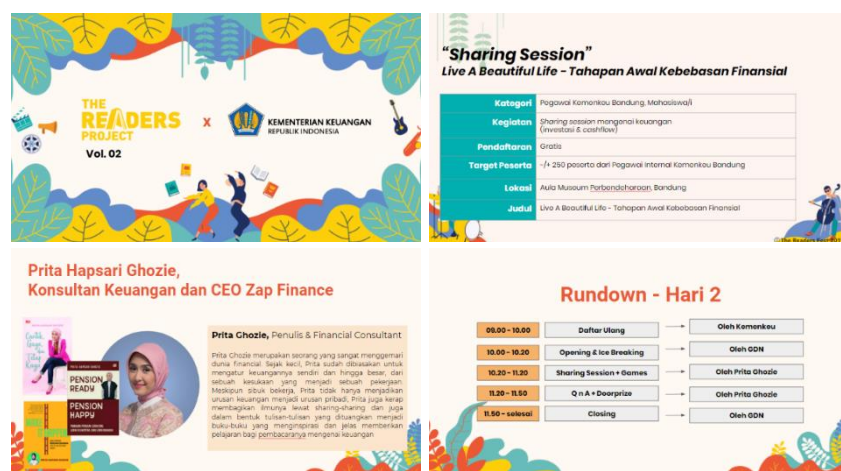 THE
READERS
PROJECT
Vol. 02
x
KEMENTERIAN KEUANGAN
REPUBLIK INDONESIA
“Sharing Session”
Live A Beautiful Life - Tahapan Awal Kebebasan Finansial
Kategori Pegawai Kemenkeu Bandung, Mahasiswa/i
Kegiatan Sharing session mengenai keuangan
(investasi & cashflow)
Pendaftaran Gratis
Target Peserta -/+ 250 peserta dari Pegawai Internal Kemenkeu Bandung
Lokasi Aula Museum Perbendeharaan, Bandung
Judul Live A Beautiful Life - Tahapan Awal Kebebasan Finansial
Prita Hapsari Ghozie,
Konsultan Keuangan dan CEO Zap Finance
PENSION
READY
PENSION
HAPPY
Prita Ghozie, Penulis & Financial Consultant
Prita Ghozie merupakan seorang yang sangat menggemari
dunia financial. Sejak kecil, Prita sudah dibiasakan untuk
mengatur keuangannya sendiri dan hingga besar, dari
sebuah kesukaan yang menjadi sebuah pekerjaan.
Meskipun sibuk bekerja, Prita tidak hanya menjadikan
urusan keuangan menjadi urusan pribadi, Prita juga kerap
membagikan ilmunya lewat sharing-sharing dan juga
dalam bentuk tulisan-tulisan yang dituangkan menjadi
buku-buku yang menginspirasi dan jelas memberikan
pelajaran bagi pembacaranya mengenai keuangan
Rundown - Hari 2
09.00 - 10.00 Daftar Ulang Oleh Kemenkeu
10.00 - 10.20 Opening & Ice Breaking Oleh GDN
10.20 - 11.20 Sharing Session + Games Oleh Prita Ghozie
11.20 - 11.50 Q n A + Doorprize Oleh Prita Ghozie
11.50 - selesai Closing Oleh GDN